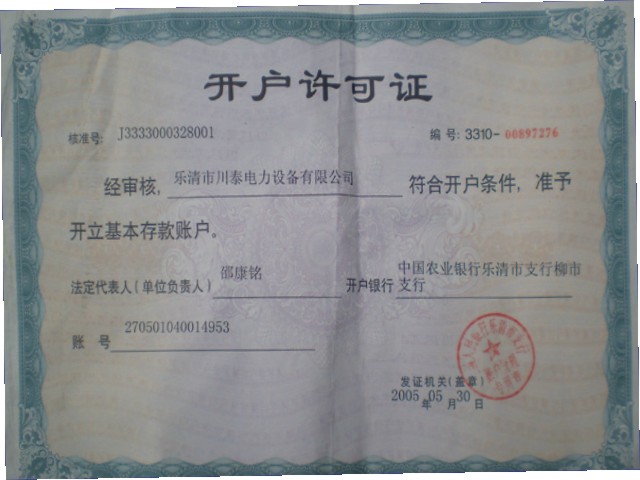 开户许可证
核准号: J3333000328001 编号: 3310-00897276
经审核, 乐清市川泰电力设备有限公司 符合开户条件, 准予
开立基本存款账户。
法定代表人(单位负责人) 邵康铭 开户银行 中国农业银行乐清市支行柳市
支行
账号 270501040014953
发证机关(盖章)
2005年05月30日